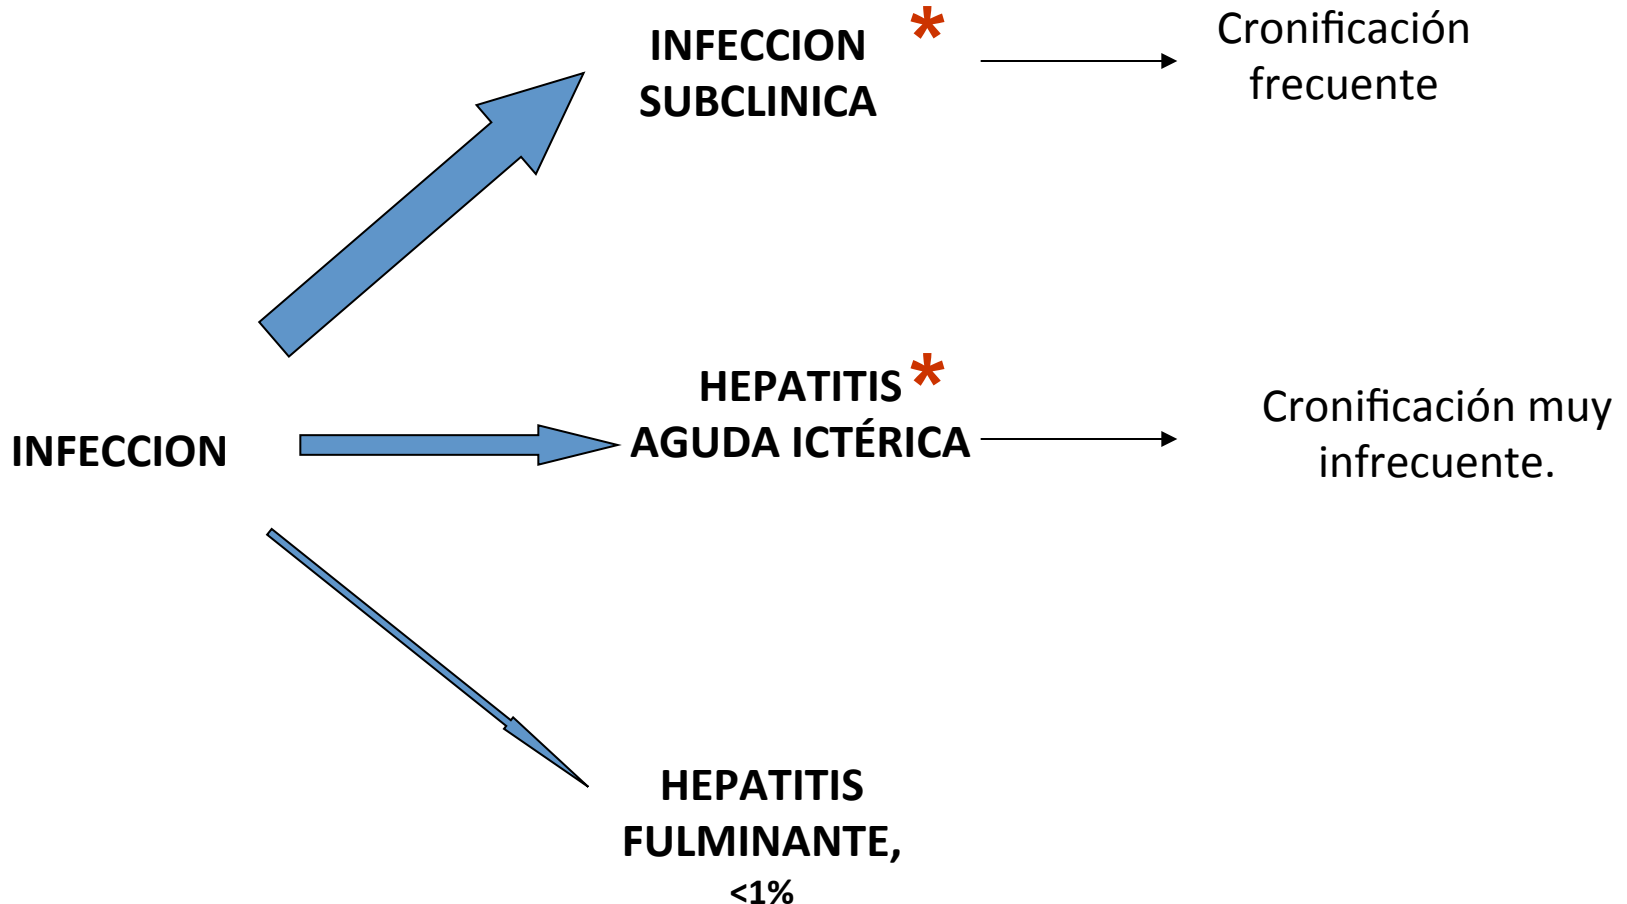 INFECCION *
SUBCLINICA
Cronificación
frecuente
INFECCION
HEPATITIS *
AGUDA ICTÉRICA
Cronificación muy
infrecuente.
HEPATITIS
FULMINANTE,
<1%